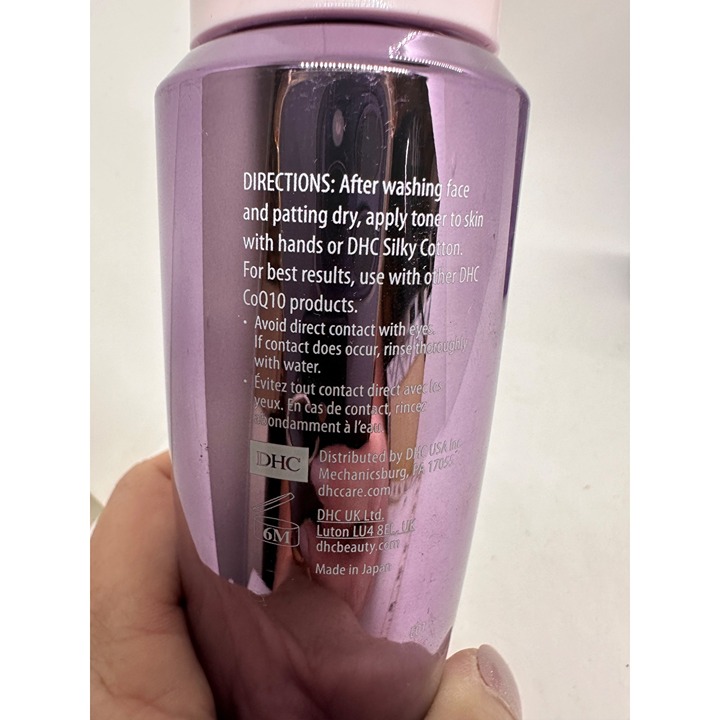 DIRECTIONS: After washing face
and patting dry, apply toner to skin
with hands or DHC Silky Cotton.
For best results, use with other DHC
CoQ10 products.
· Avoid direct contact with eyes.
If contact does occur, rinse thoroughly
with water.
· Évitez tout contact direct avec les
yeux. En cas de contact, rincez
abondamment à l'eau.
DHC
Distributed by DHC USA Inc.
Mechanicsburg, PA 17055
dhccare.com
6M
DHC UK Ltd.
Luton LU4 8EL, UK
dhcbeauty.com
Made in Japan